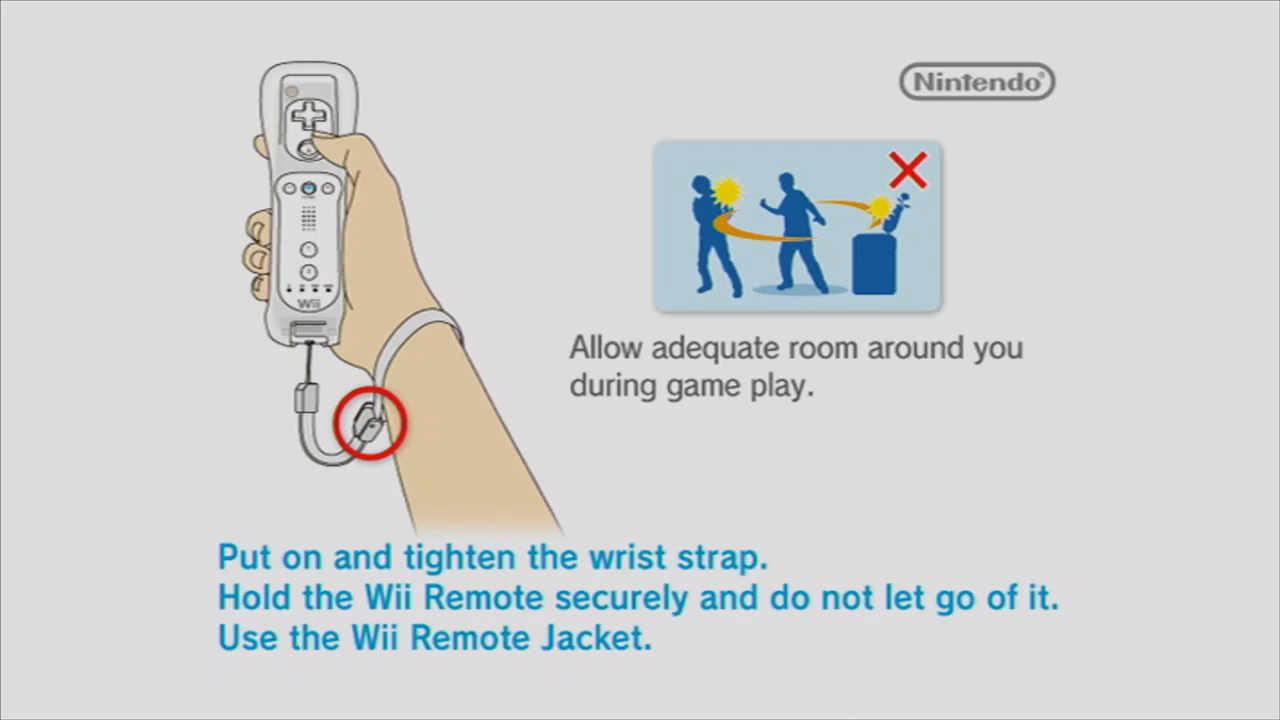 Nintendo®
Allow adequate room around you
during game play.
Wii
Put on and tighten the wrist strap.
Hold the Wii Remote securely and do not let go of it.
Use the Wii Remote Jacket.